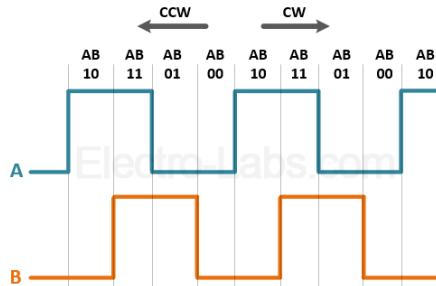 CCW CW
AB AB AB AB AB AB AB AB AB
10 11 01 00 10 11 01 00 10
A
Electro-Labs.com
B